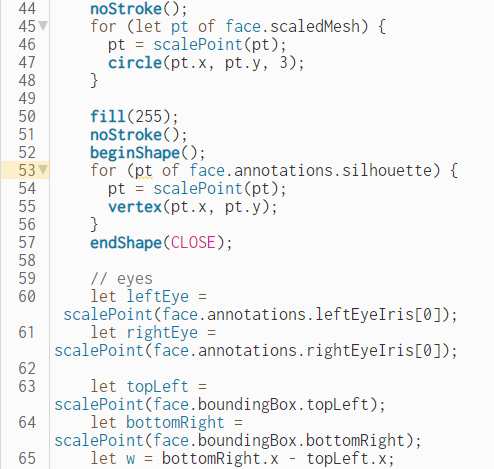 44 noStroke();
45 for (let pt of face.scaledMesh) {
46 pt = scalePoint(pt);
47 circle(pt.x, pt.y, 3);
48 }
49
50 fill(255);
51 noStroke();
52 beginShape();
53 for (pt of face.annotations.silhouette) {
54 pt = scalePoint(pt);
55 vertex(pt.x, pt.y);
56 }
57 endShape(CLOSE);
58
59 // eyes
60 let leftEye =
scalePoint(face.annotations.leftEyeIris[0]);
61 let rightEye =
scalePoint(face.annotations.rightEyeIris[0]);
62
63 let topLeft =
scalePoint(face.boundingBox.topLeft);
64 let bottomRight =
scalePoint(face.boundingBox.bottomRight);
65 let w = bottomRight.x - topLeft.x;